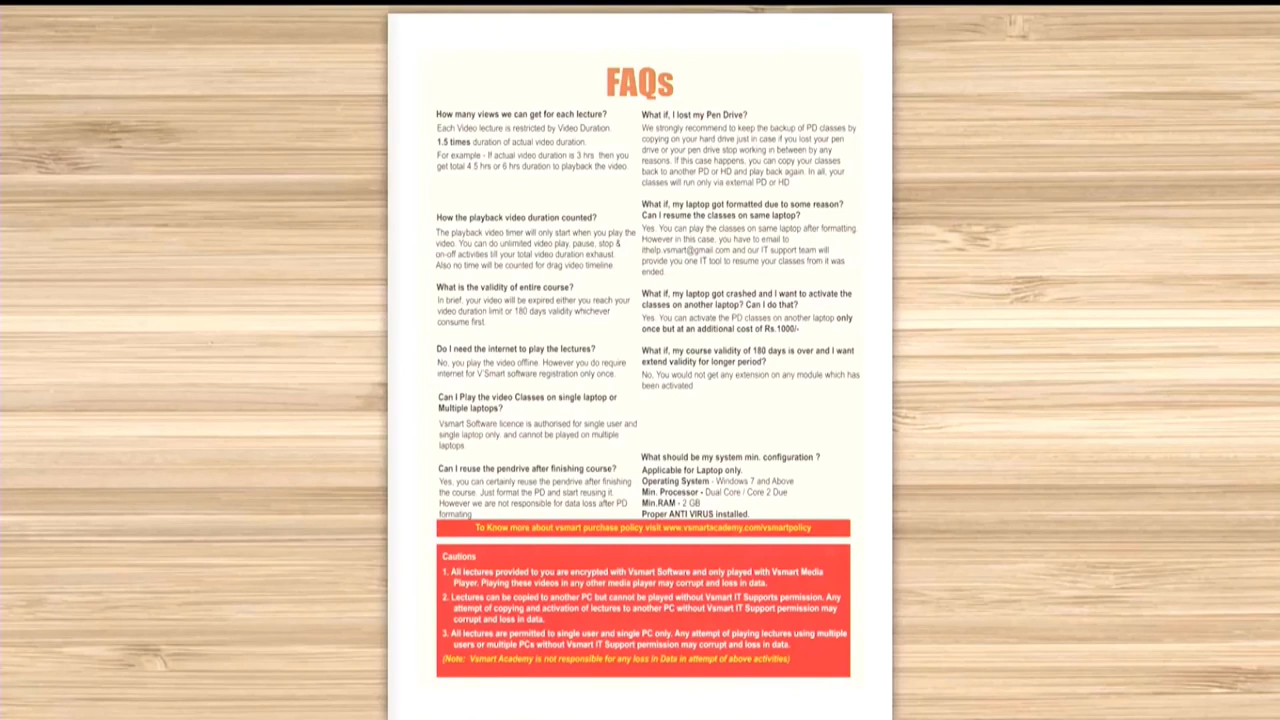 FAQs
How many views we can get for each lecture?
Each Video lecture is restricted by Video Duration.
1.5 times duration of actual video duration.
For example - If actual video duration is 3 hrs then you
get total 4.5 hrs or 6 hrs duration to playback the video.
How the playback video duration counted?
The playback video timer will only start when you play the
video. You can do unlimited video play, pause, stop &
on-off activities till your total video duration exhaust.
Also no time will be counted for drag video timeline
What is the validity of entire course?
In brief, your video will be expired either you reach your
video duration limit or 180 days validity whichever
consume first.
Do I need the internet to play the lectures?
No, you play the video offline. However you do require
internet for V'Smart software registration only once.
Can I Play the video Classes on single laptop or
Multiple laptops?
Vsmart Software licence is authorised for single user and
single laptop only. and cannot be played on multiple
laptops.
Can I reuse the pendrive after finishing course?
Yes, you can certainly reuse the pendrive after finishing
the course. Just format the PD and start reusing it.
However we are not responsible for data loss after PD
formating
What if, I lost my Pen Drive?
We strongly recommend to keep the backup of PD classes by
copying on your hard drive just in case if you lost your pen
drive or your pen drive stop working in between by any
reasons. If this case happens, you can copy your classes
back to another PD or HD and play back again. In all, your
classes will run only via external PD or HD
What if, my laptop got formatted due to some reason?
Can I resume the classes on same laptop?
Yes. You can play the classes on same laptop after formatting.
However in this case, you have to email to
ithelp.vsmart@gmail.com and our IT support team will
provide you one IT tool to resume your classes from it was
ended.
What if, my laptop got crashed and I want to activate the
classes on another laptop? Can I do that?
Yes. You can activate the PD classes on another laptop only
once but at an additional cost of Rs.1000/-
What if, my course validity of 180 days is over and I want
extend validity for longer period?
No. You would not get any extension on any module which has
been activated
What should be my system min. configuration ?
Applicable for Laptop only.
Operating System - Windows 7 and Above
Min. Processor - Dual Core / Core 2 Due
Min.RAM - 2 GB
Proper ANTI VIRUS installed.
To Know more about vsmart purchase policy visit www.vsmartacademy.com/vsmartpolicy
Cautions
1. All lectures provided to you are encrypted with Vsmart Software and only played with Vsmart Media
Player. Playing these videos in any other media player may corrupt and loss in data.
2. Lectures can be copied to another PC but cannot be played without Vsmart IT Supports permission. Any
attempt of copying and activation of lectures to another PC without Vsmart IT Support permission may
corrupt and loss in data.
3. All lectures are permitted to single user and single PC only. Any attempt of playing lectures using multiple
users or multiple PCs without Vsmart IT Support permission may corrupt and loss in data.
(Note: Vsmart Academy is not responsible for any loss in Data in attempt of above activities)